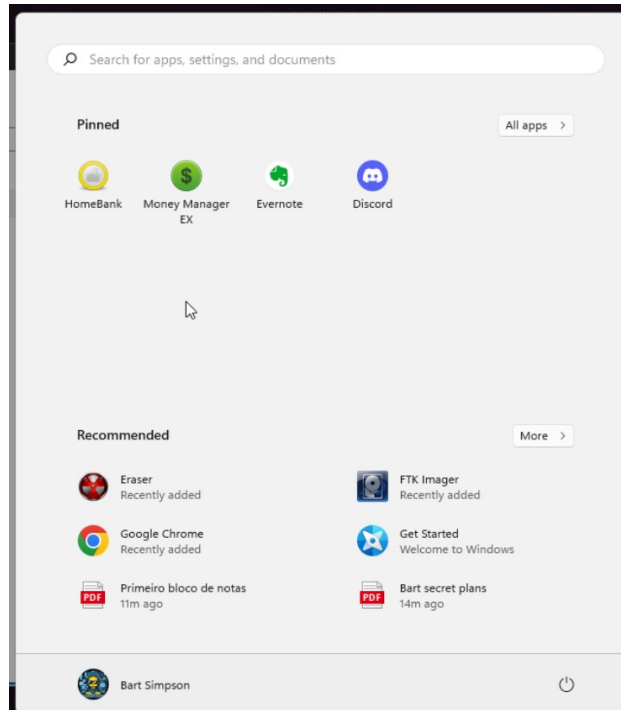 Search for apps, settings, and documents
Pinned
All apps >
HomeBank
Money Manager EX
Evernote
Discord
Recommended
More >
Eraser
Recently added
FTK Imager
Recently added
Google Chrome
Recently added
Get Started
Welcome to Windows
PDF
Primeiro bloco de notas
11m ago
PDF
Bart secret plans
14m ago
Bart Simpson